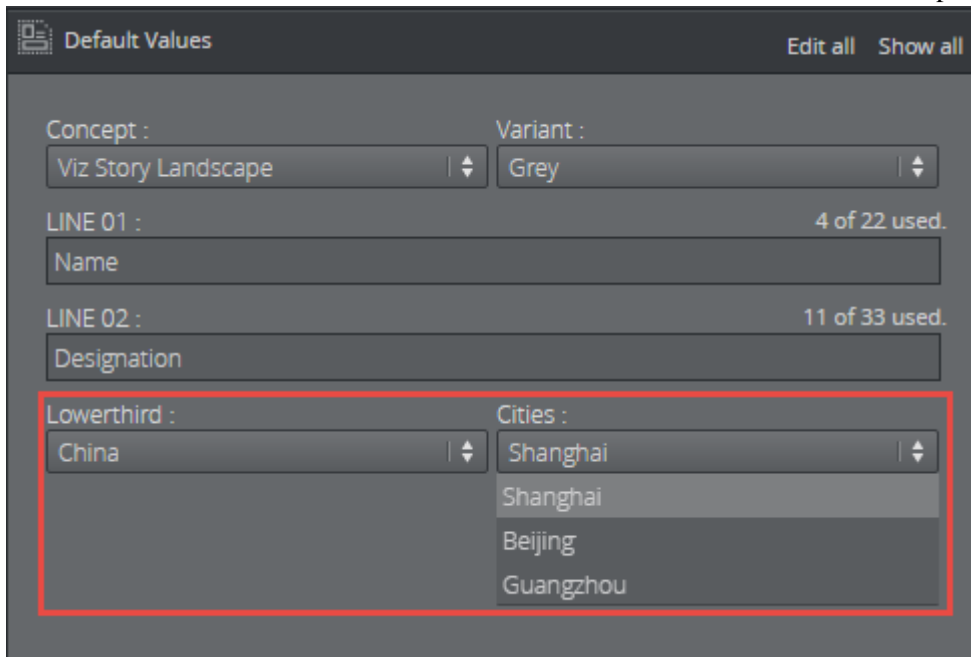 Default Values Edit all Show all
Concept : Variant :
Viz Story Landscape Grey
LINE 01 : 4 of 22 used.
Name
LINE 02 : 11 of 33 used.
Designation
Lowerthird : Cities :
China Shanghai
Shanghai
Beijing
Guangzhou